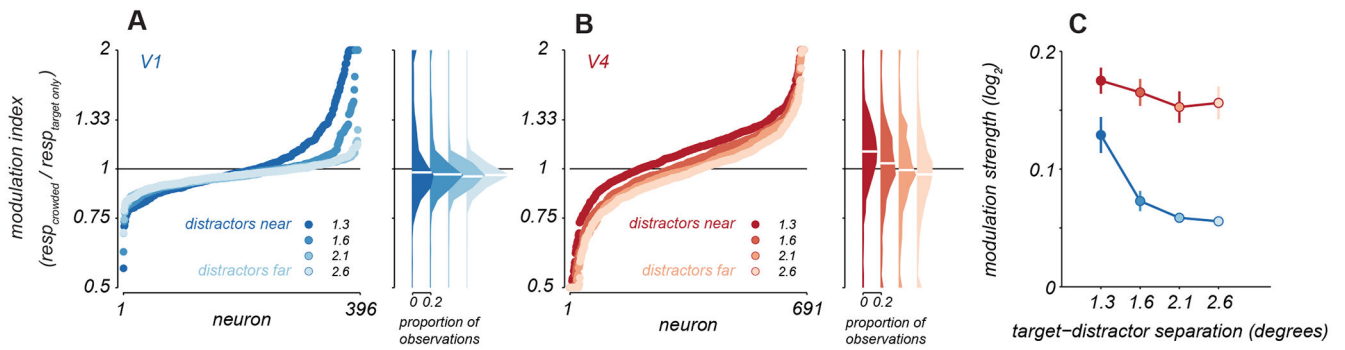 A
V1
modulation index
(resp crowded / resp target only)
2
1.33
1
0.75
0.5
distractors near
1.3
1.6
2.1
distractors far
2.6
1
396
neuron
0 0.2
proportion of
observations
B
V4
2
1.33
1
0.75
0.5
distractors near
1.3
1.6
2.1
distractors far
2.6
1
691
neuron
0 0.2
proportion of
observations
C
modulation strength (log2)
0.2
0.1
0
1.3 1.6 2.1 2.6
target–distractor separation (degrees)